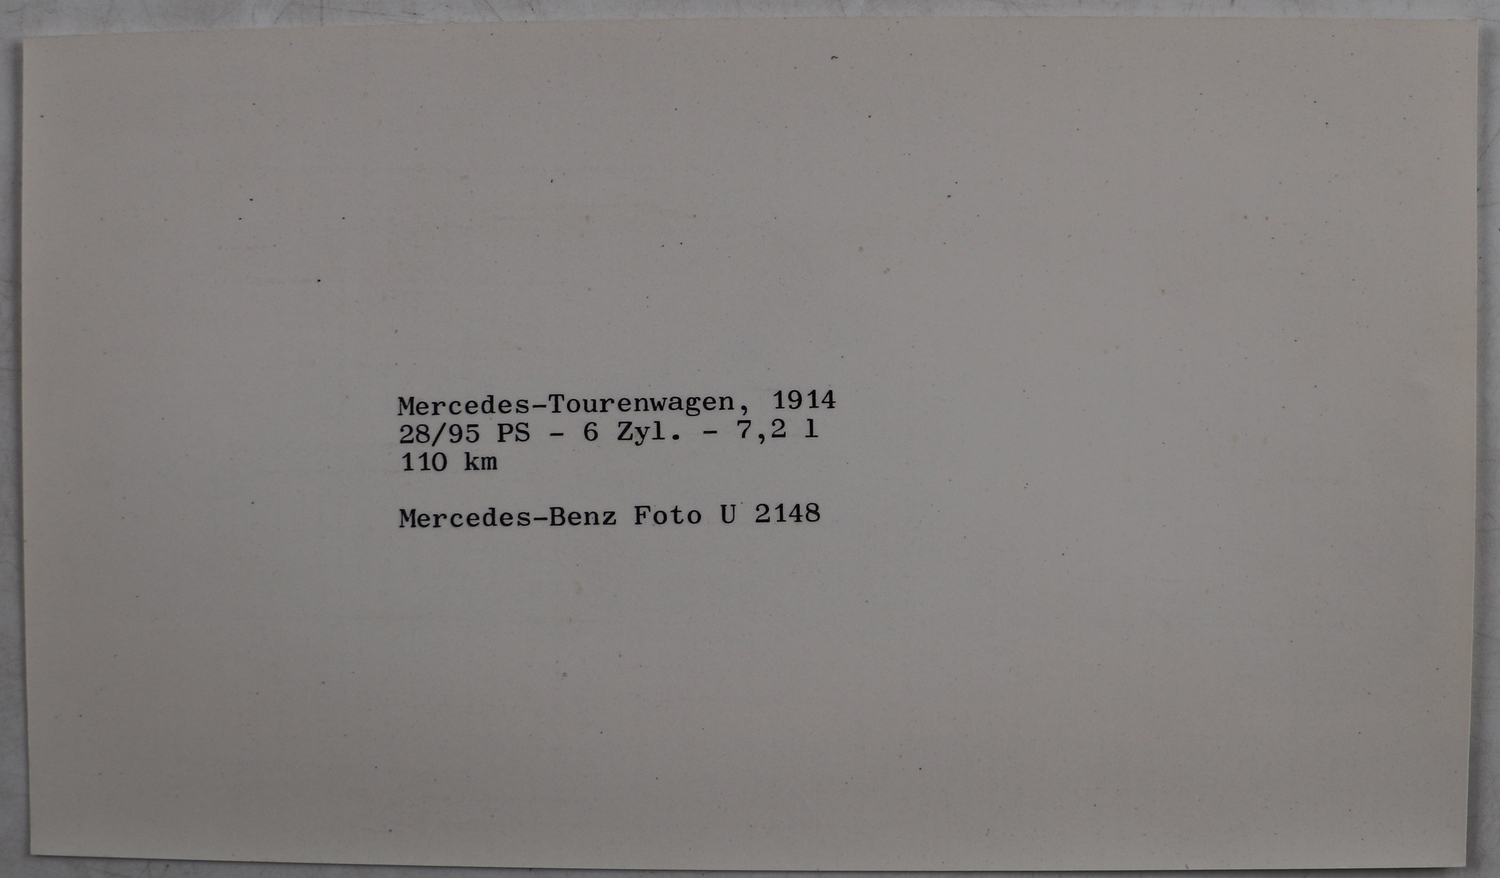 Mercedes-Tourenwagen, 1914
28/95 PS - 6 Zyl. - 7,2 l
110 km
Mercedes-Benz Foto U 2148